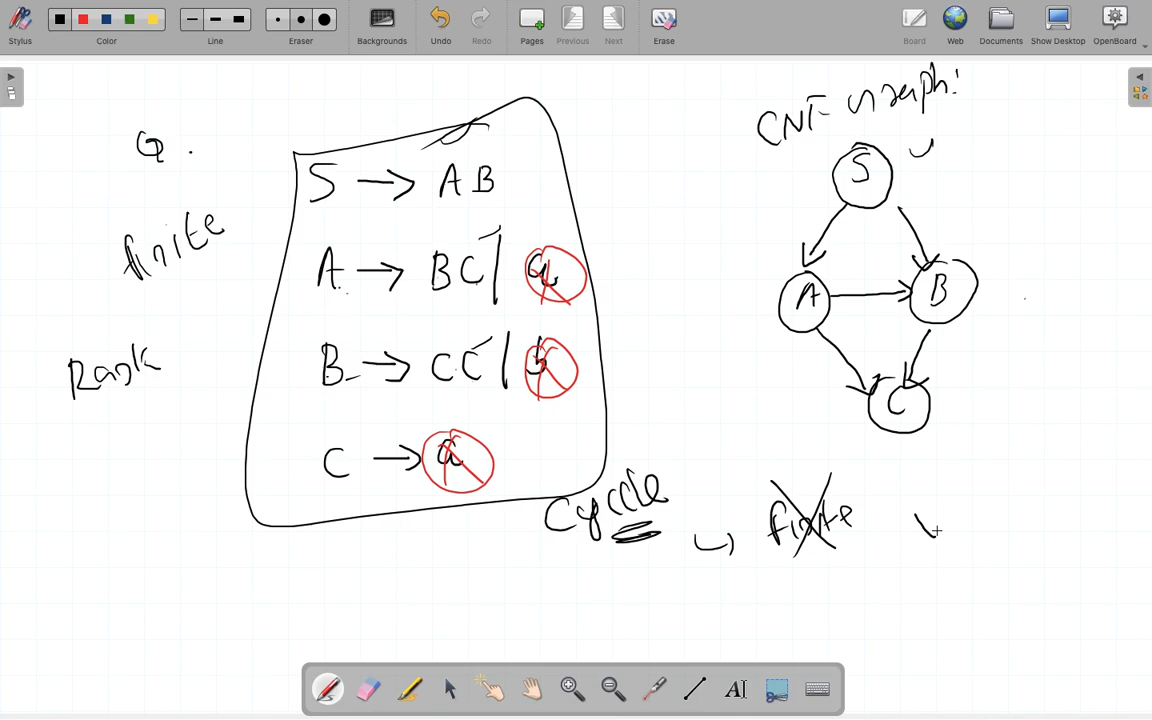 Stylus Color Line Eraser Backgrounds Undo Redo Pages Previous Next Erase Board Web Documents Show Desktop OpenBoard
CNF graph:
Q.
S → AB
finite
A → BC | a
Rank
B → CC | b
C → a
S
A B
C
Cyccle
finite